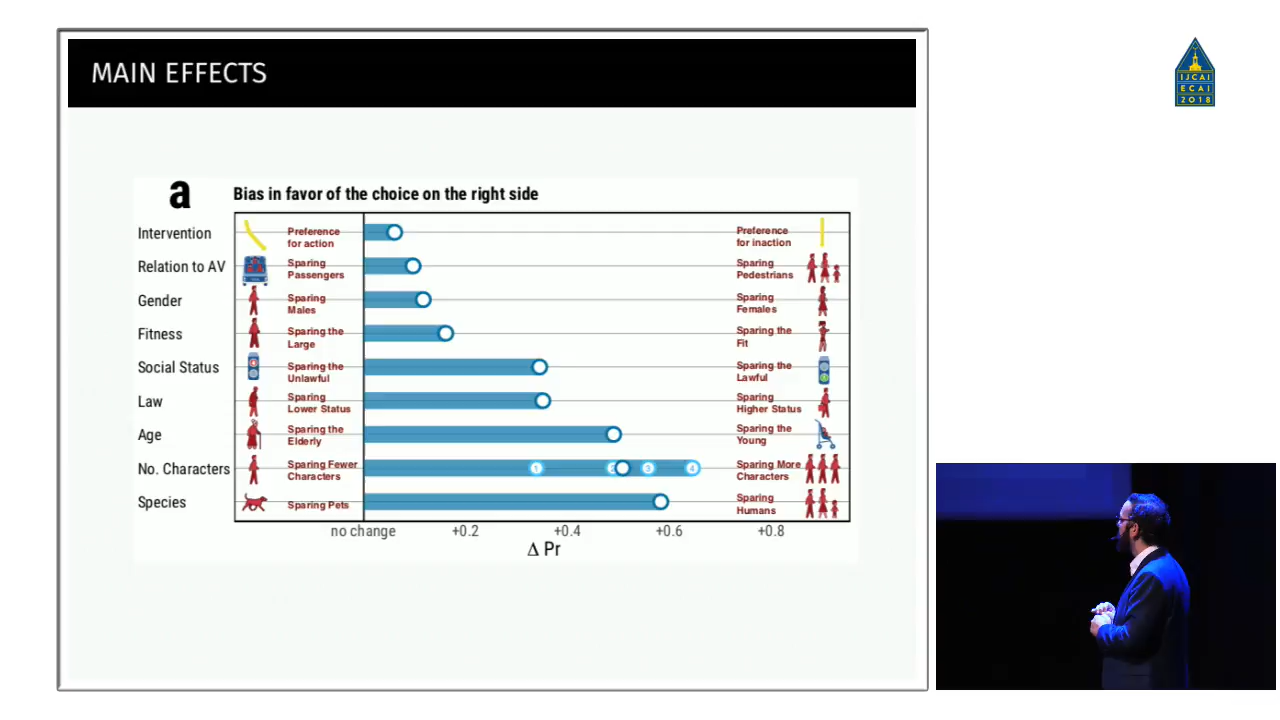 MAIN EFFECTS
IJCAI
ECAI
2018
a
Bias in favor of the choice on the right side
Intervention
Preference
for action
Preference
for inaction
Relation to AV
Sparing
Passengers
Sparing
Pedestrians
Gender
Sparing
Males
Sparing
Females
Fitness
Sparing the
Large
Sparing the
Fit
Social Status
Sparing the
Unlawful
Sparing the
Lawful
Law
Sparing
Lower Status
Sparing
Higher Status
Age
Sparing the
Elderly
Sparing the
Young
No. Characters
Sparing Fewer
Characters
1
2
3
4
Sparing More
Characters
Species
Sparing Pets
Sparing
Humans
no change
+0.2
+0.4
+0.6
+0.8
Δ Pr